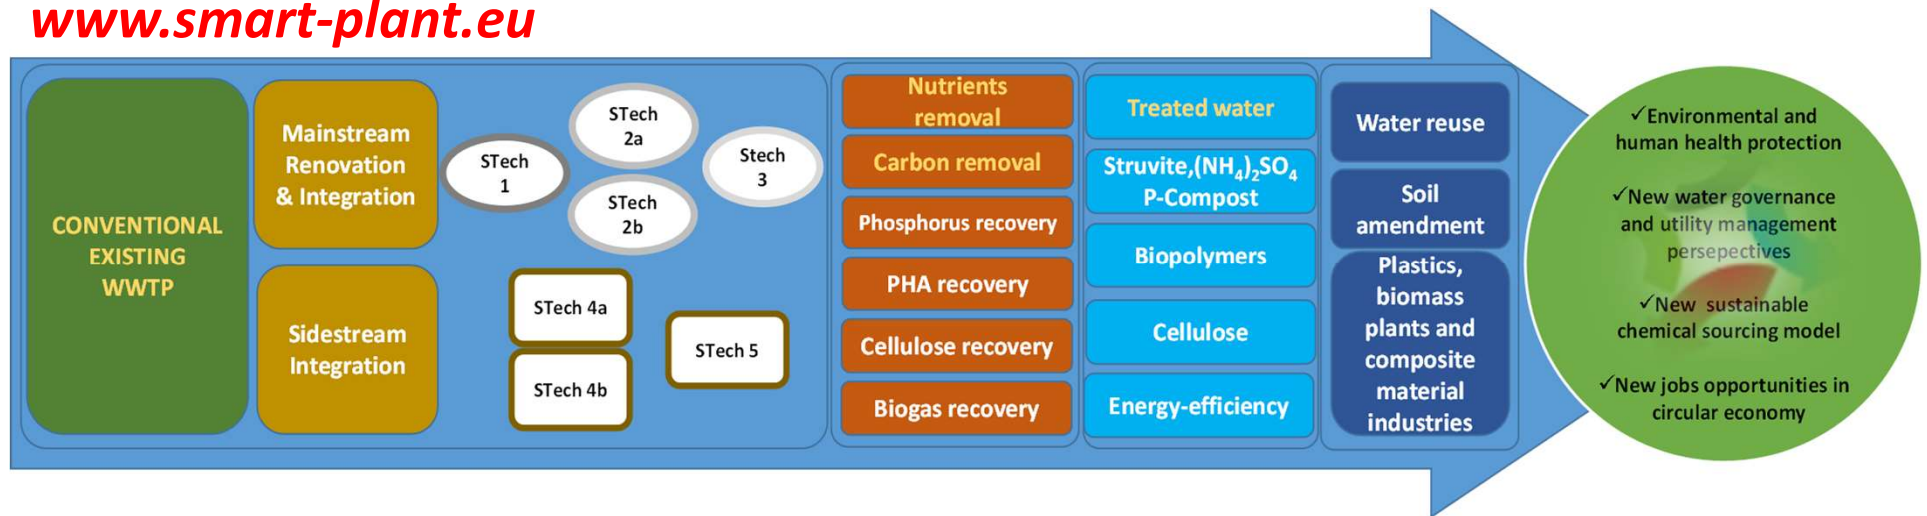 www.smart-plant.eu
CONVENTIONAL
EXISTING
WWTP
Mainstream
Renovation
& Integration
Sidestream
Integration
STech
1
STech
2a
STech
2b
Stech
3
STech 4a
STech 4b
STech 5
Nutrients
removal
Carbon removal
Phosphorus recovery
PHA recovery
Cellulose recovery
Biogas recovery
Treated water
Struvite,(NH₄)₂SO₄
P-Compost
Biopolymers
Cellulose
Energy-efficiency
Water reuse
Soil
amendment
Plastics,
biomass
plants and
composite
material
industries
✓Environmental and
human health protection
✓New water governance
and utility management
persepectives
✓New sustainable
chemical sourcing model
✓New jobs opportunities in
circular economy